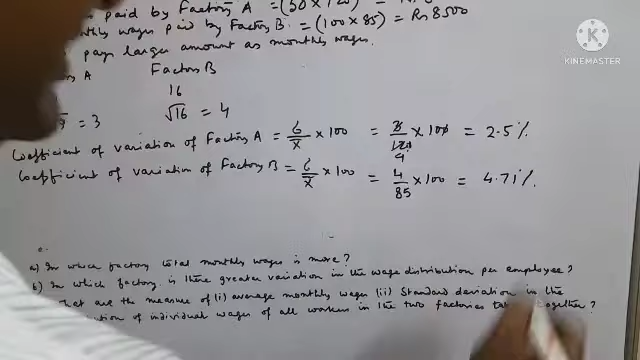 paid by Factory A = (50 × 120) =
monthly wages paid by Factory B = (100 × 85) = Rs 8500
pays larger amount as monthly wages.
A Factory B
16
= 3 √16 = 4
Coefficient of variation of Factory A = σ/x̄ × 100 = 3/120 × 100 = 2.5%
4
Coefficient of variation of Factory B = σ/x̄ × 100 = 4/85 × 100 = 4.71%.
a) In which factory total monthly wages is more?
b) In which factory is there greater variation in the wage distribution per employee?
What are the measure of (i) average monthly wages (ii) Standard deviation in the
of individual wages of all workers in the two factories together?
KINEMASTER